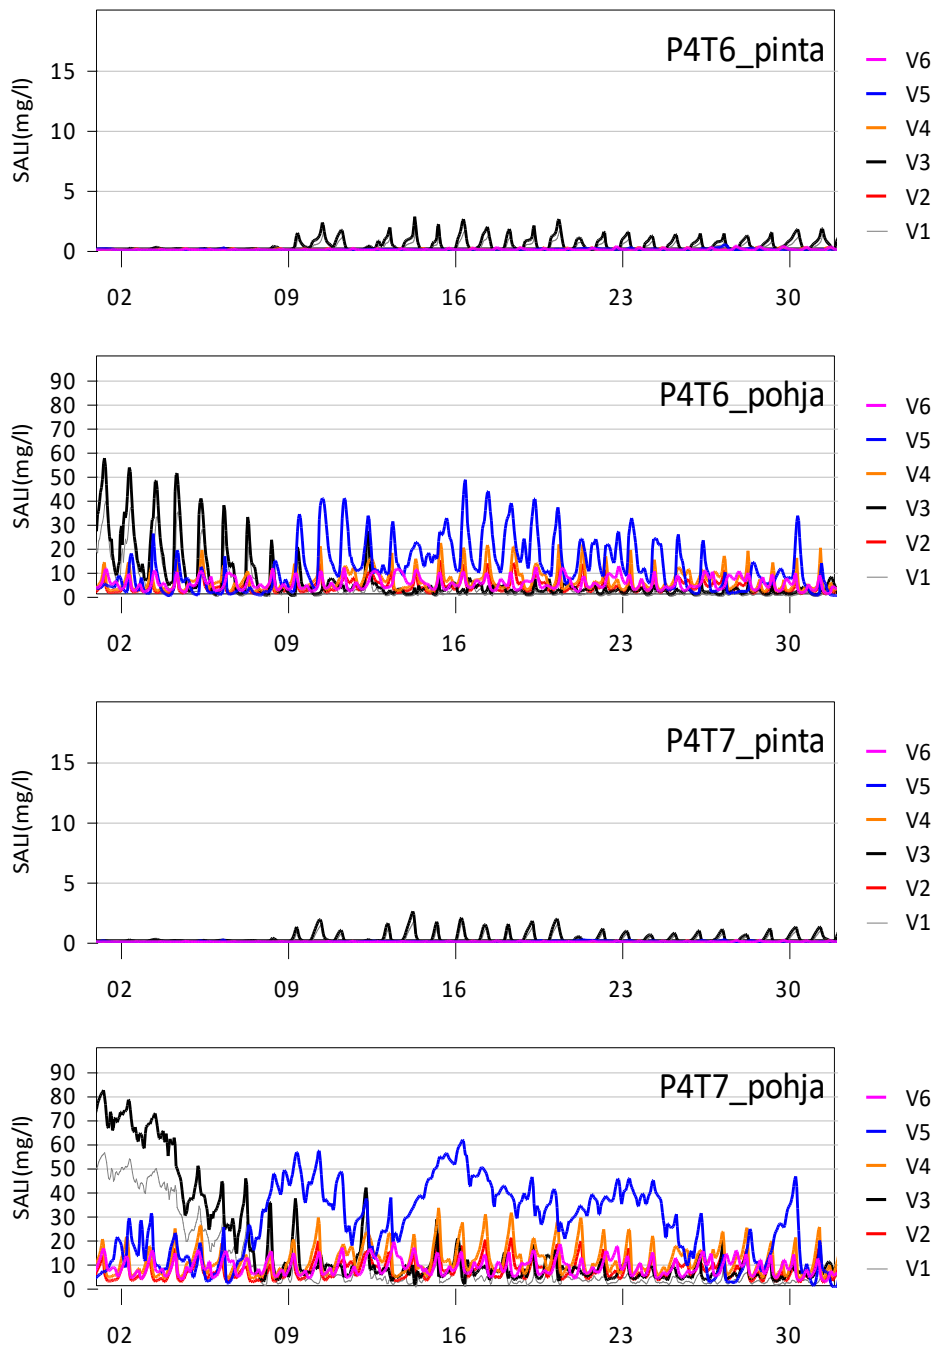 P4T6_pinta
SALI(mg/l)
15
10
5
0
02 09 16 23 30
V6
V5
V4
V3
V2
V1
P4T6_pohja
SALI(mg/l)
90
80
70
60
50
40
30
20
10
0
02 09 16 23 30
V6
V5
V4
V3
V2
V1
P4T7_pinta
SALI(mg/l)
15
10
5
0
02 09 16 23 30
V6
V5
V4
V3
V2
V1
P4T7_pohja
SALI(mg/l)
90
80
70
60
50
40
30
20
10
0
02 09 16 23 30
V6
V5
V4
V3
V2
V1